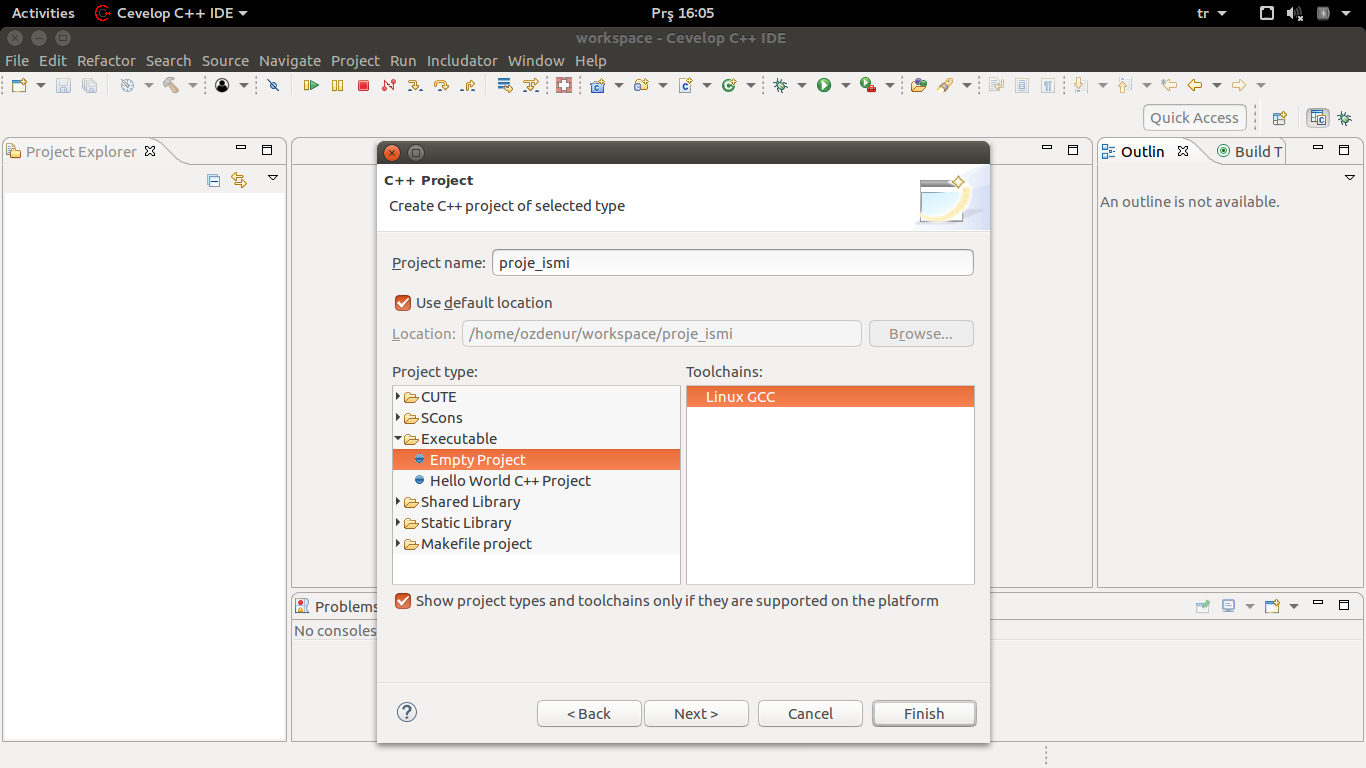 Activities Cevelop C++ IDE Prş 16:05 tr
workspace - Cevelop C++ IDE
File Edit Refactor Search Source Navigate Project Run Includator Window Help
Quick Access
Project Explorer Outlin Build T
An outline is not available.
C++ Project
Create C++ project of selected type
Project name: proje_ismi
Use default location
Location: /home/ozdenur/workspace/proje_ismi Browse...
Project type: Toolchains:
CUTE Linux GCC
SCons
Executable
Empty Project
Hello World C++ Project
Shared Library
Static Library
Makefile project
Show project types and toolchains only if they are supported on the platform
Problems
No consoles
< Back Next > Cancel Finish